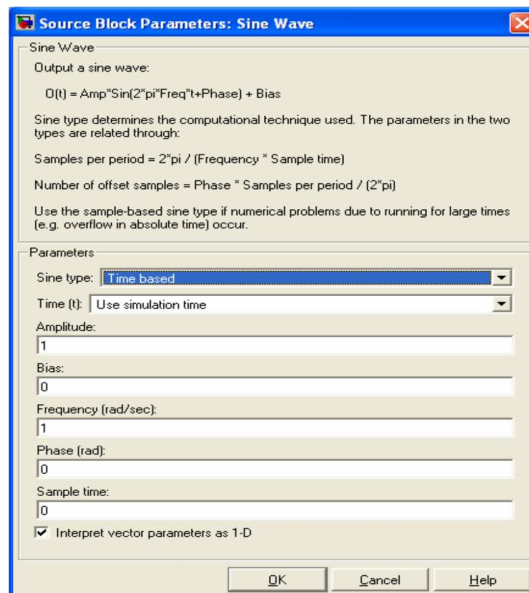 Source Block Parameters: Sine Wave
Sine Wave
Output a sine wave:
O(t) = Amp*Sin(2*pi*Freq*t+Phase) + Bias
Sine type determines the computational technique used. The parameters in the two
types are related through:
Samples per period = 2*pi / (Frequency * Sample time)
Number of offset samples = Phase * Samples per period / (2*pi)
Use the sample-based sine type if numerical problems due to running for large times
(e.g. overflow in absolute time) occur.
Parameters
Sine type: Time based
Time (t): Use simulation time
Amplitude:
1
Bias:
0
Frequency (rad/sec):
1
Phase (rad):
0
Sample time:
0
Interpret vector parameters as 1-D
OK Cancel Help